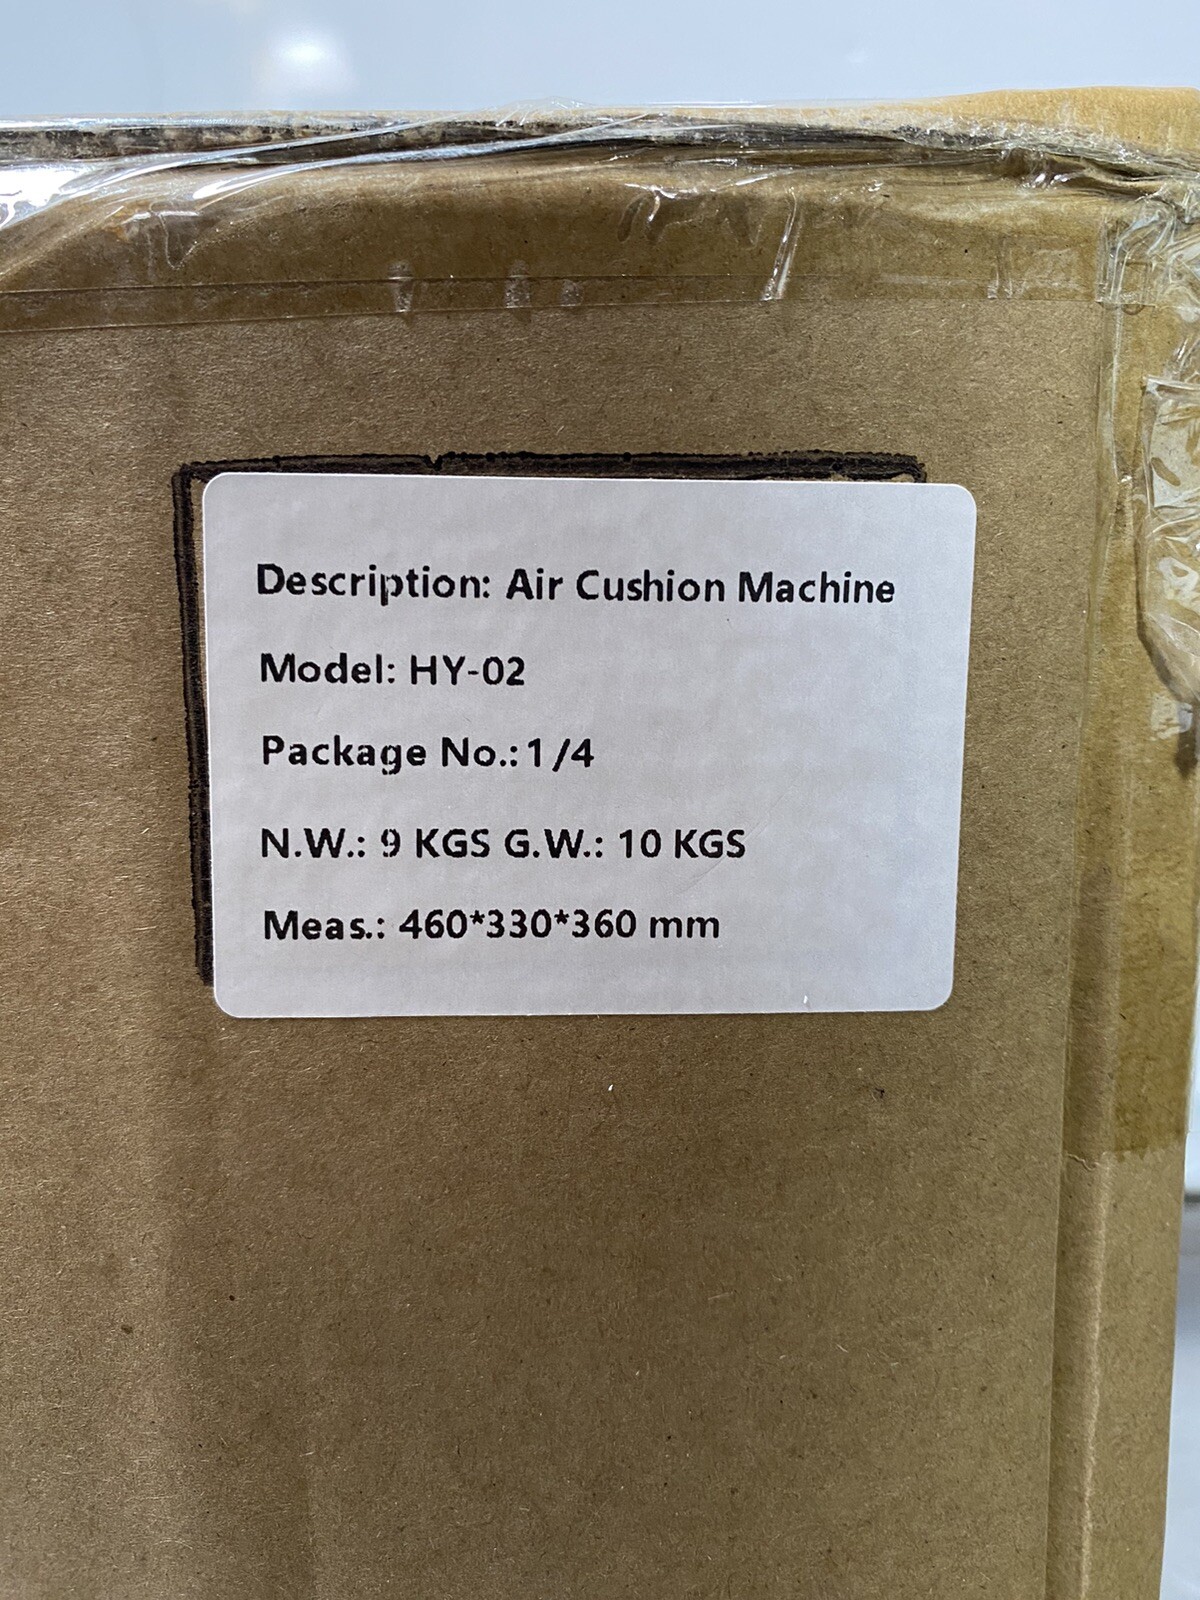 Description: Air Cushion Machine
Model: HY-02
Package No.: 1/4
N.W.: 9 KGS G.W.: 10 KGS
Meas.: 460*330*360 mm